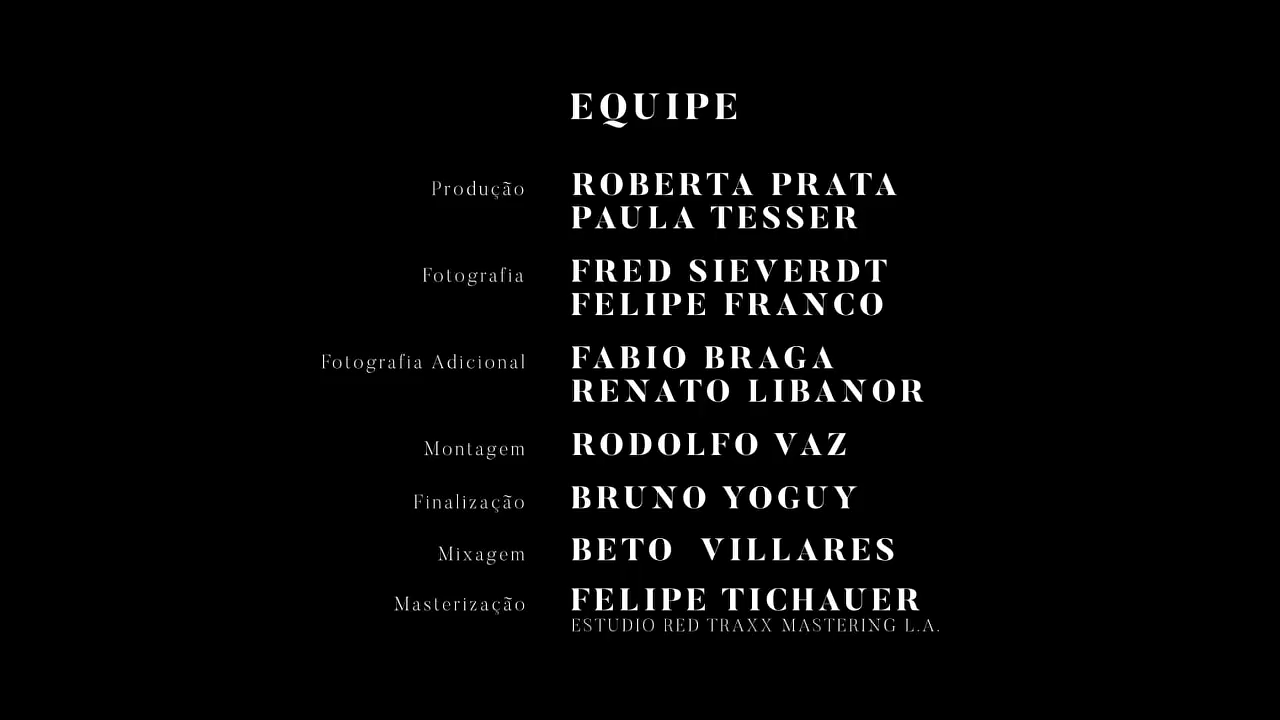 EQUIPE
Produção ROBERTA PRATA
PAULA TESSER
Fotografia FRED SIEVERDT
FELIPE FRANCO
Fotografia Adicional FABIO BRAGA
RENATO LIBANOR
Montagem RODOLFO VAZ
Finalização BRUNO YOGUY
Mixagem BETO VILLARES
Masterização FELIPE TICHAUER
ESTUDIO RED TRAXX MASTERING L.A.